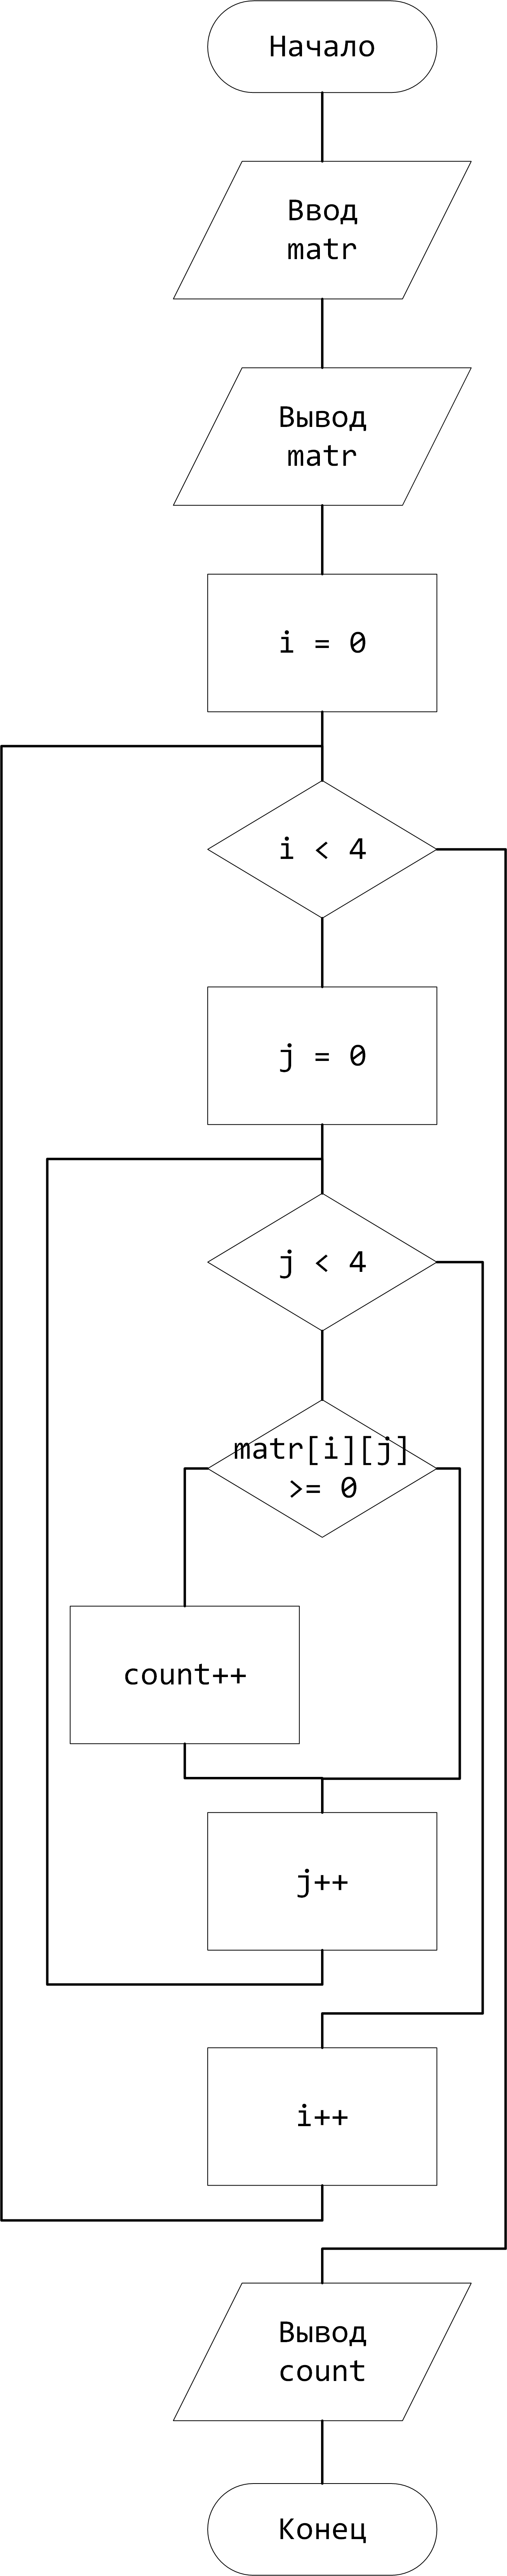 Начало
Ввод
matr
Вывод
matr
i = 0
i < 4
j = 0
j < 4
matr[i][j]
>= 0
count++
j++
i++
Вывод
count
Конец